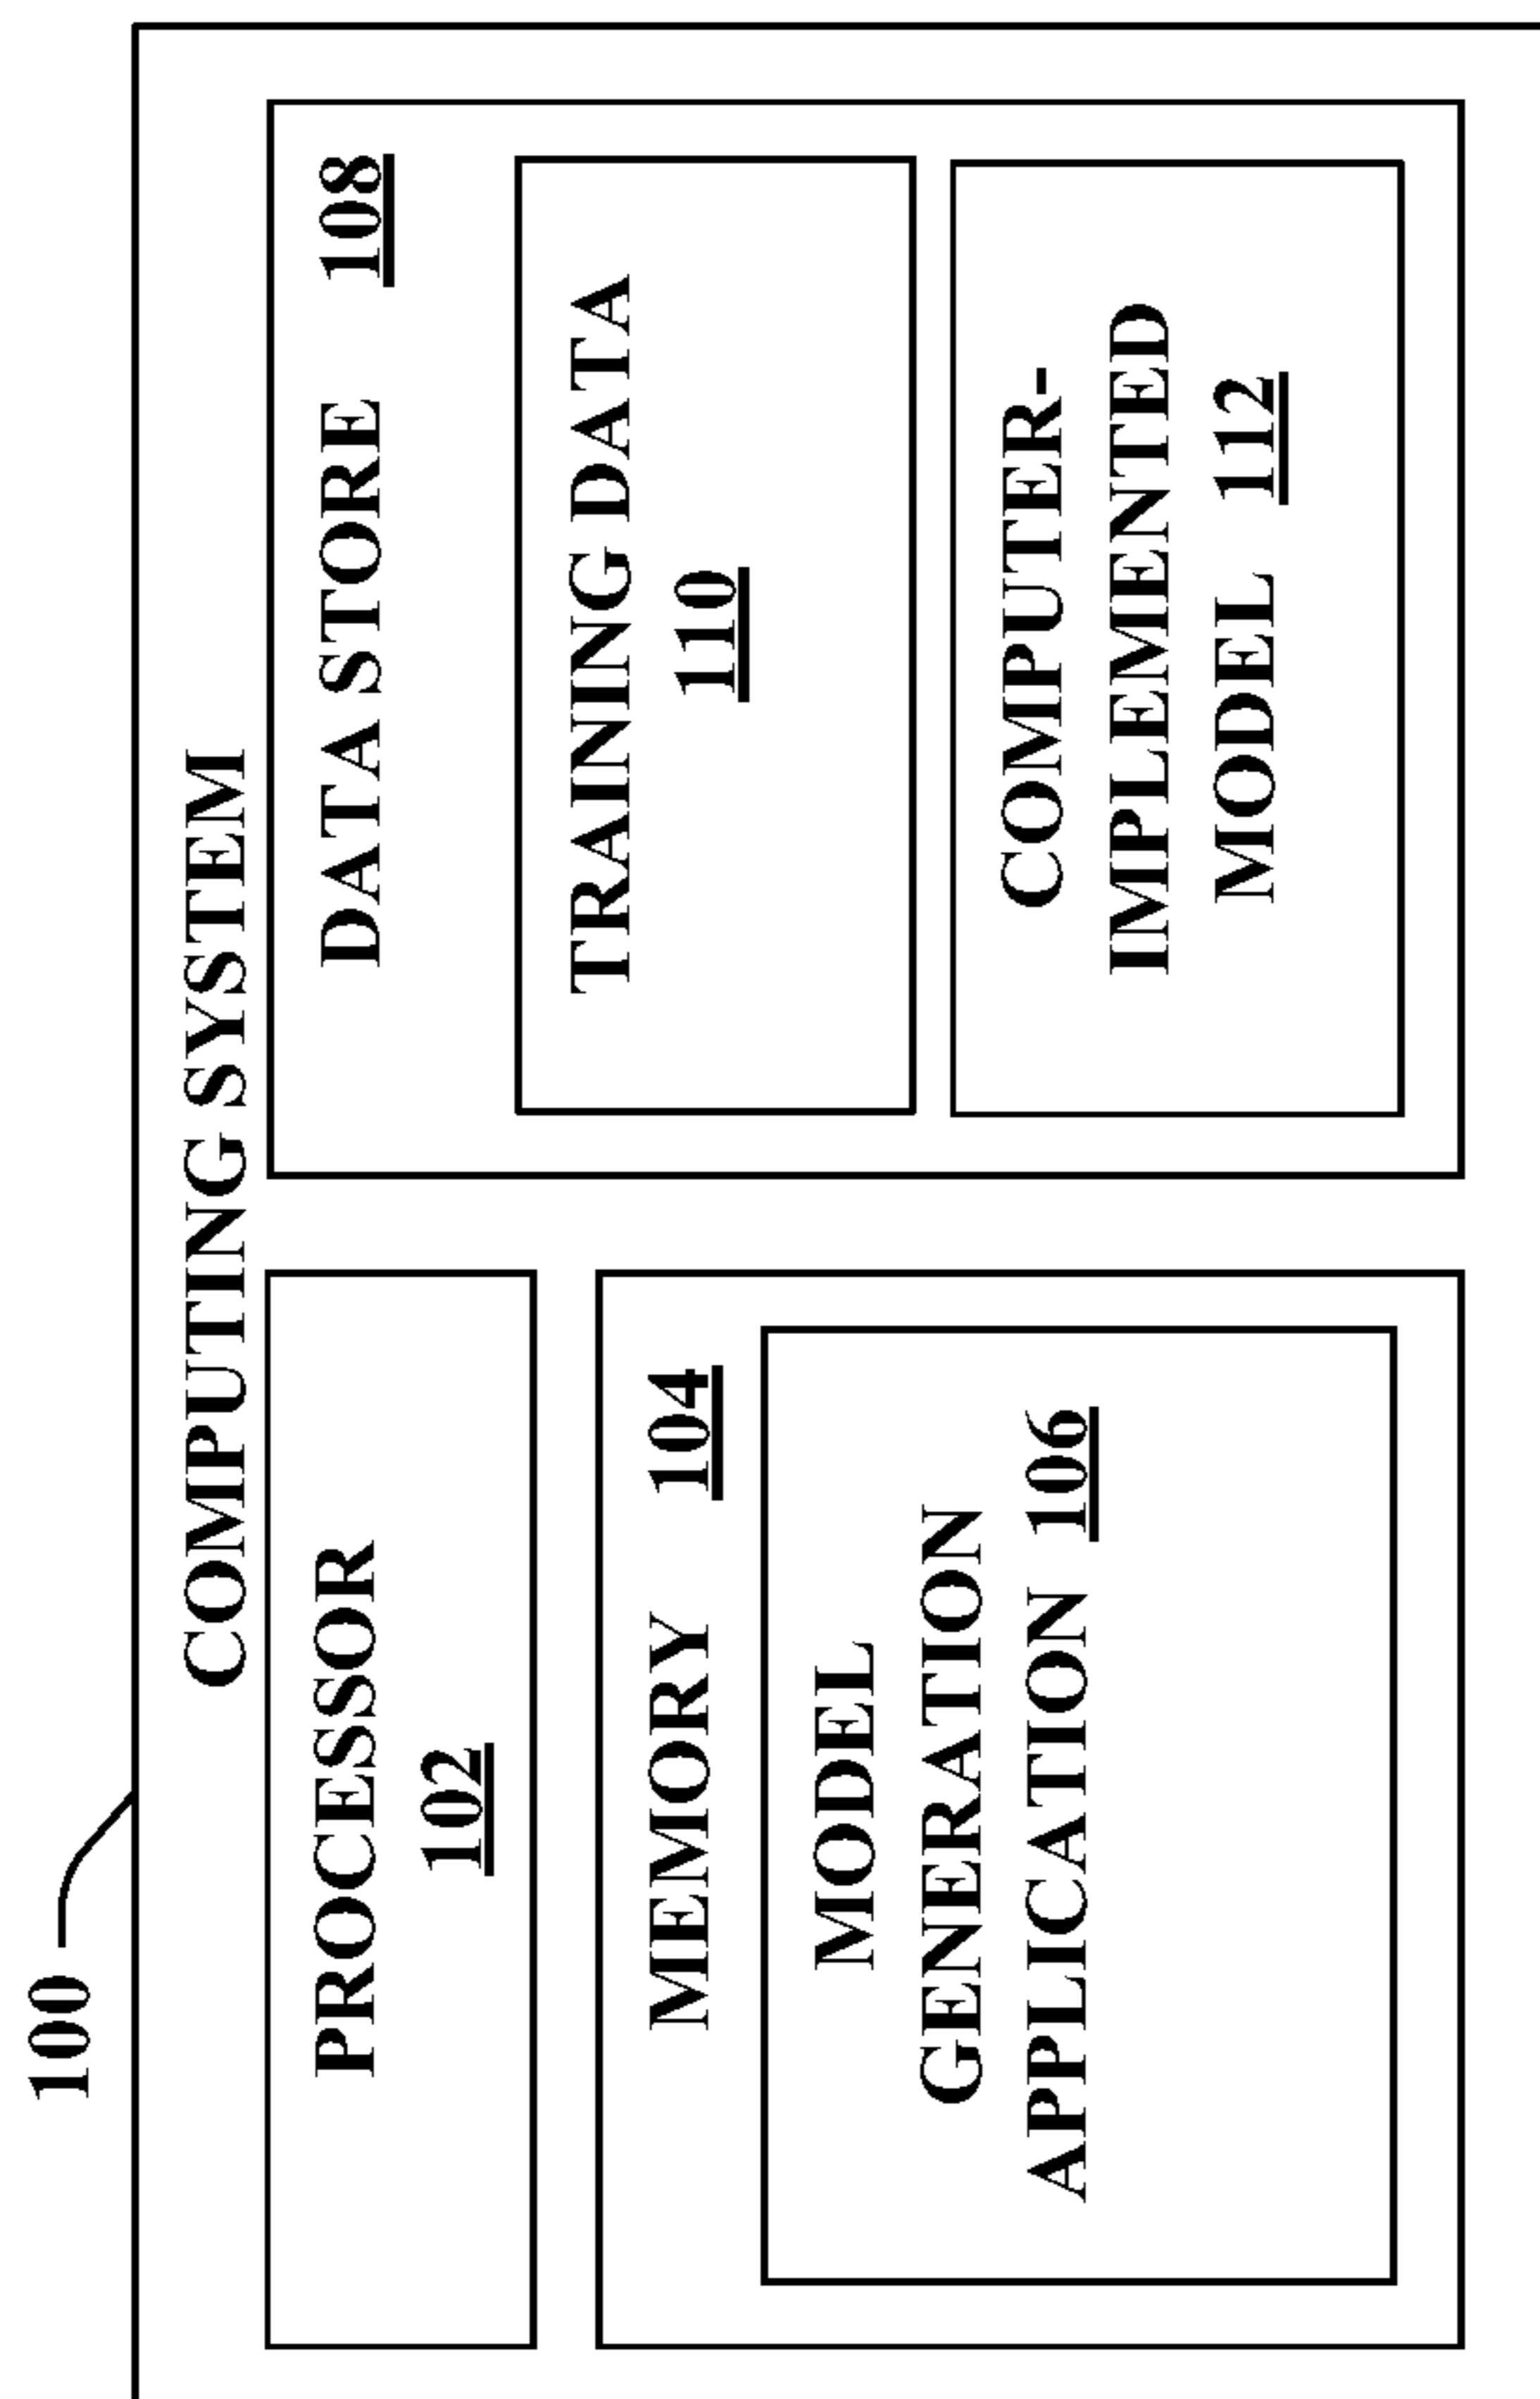 100
COMPUTING SYSTEM
PROCESSOR
102
MEMORY 104
MODEL
GENERATION
APPLICATION 106
DATA STORE 108
TRAINING DATA
110
COMPUTER-
IMPLEMENTED
MODEL 112